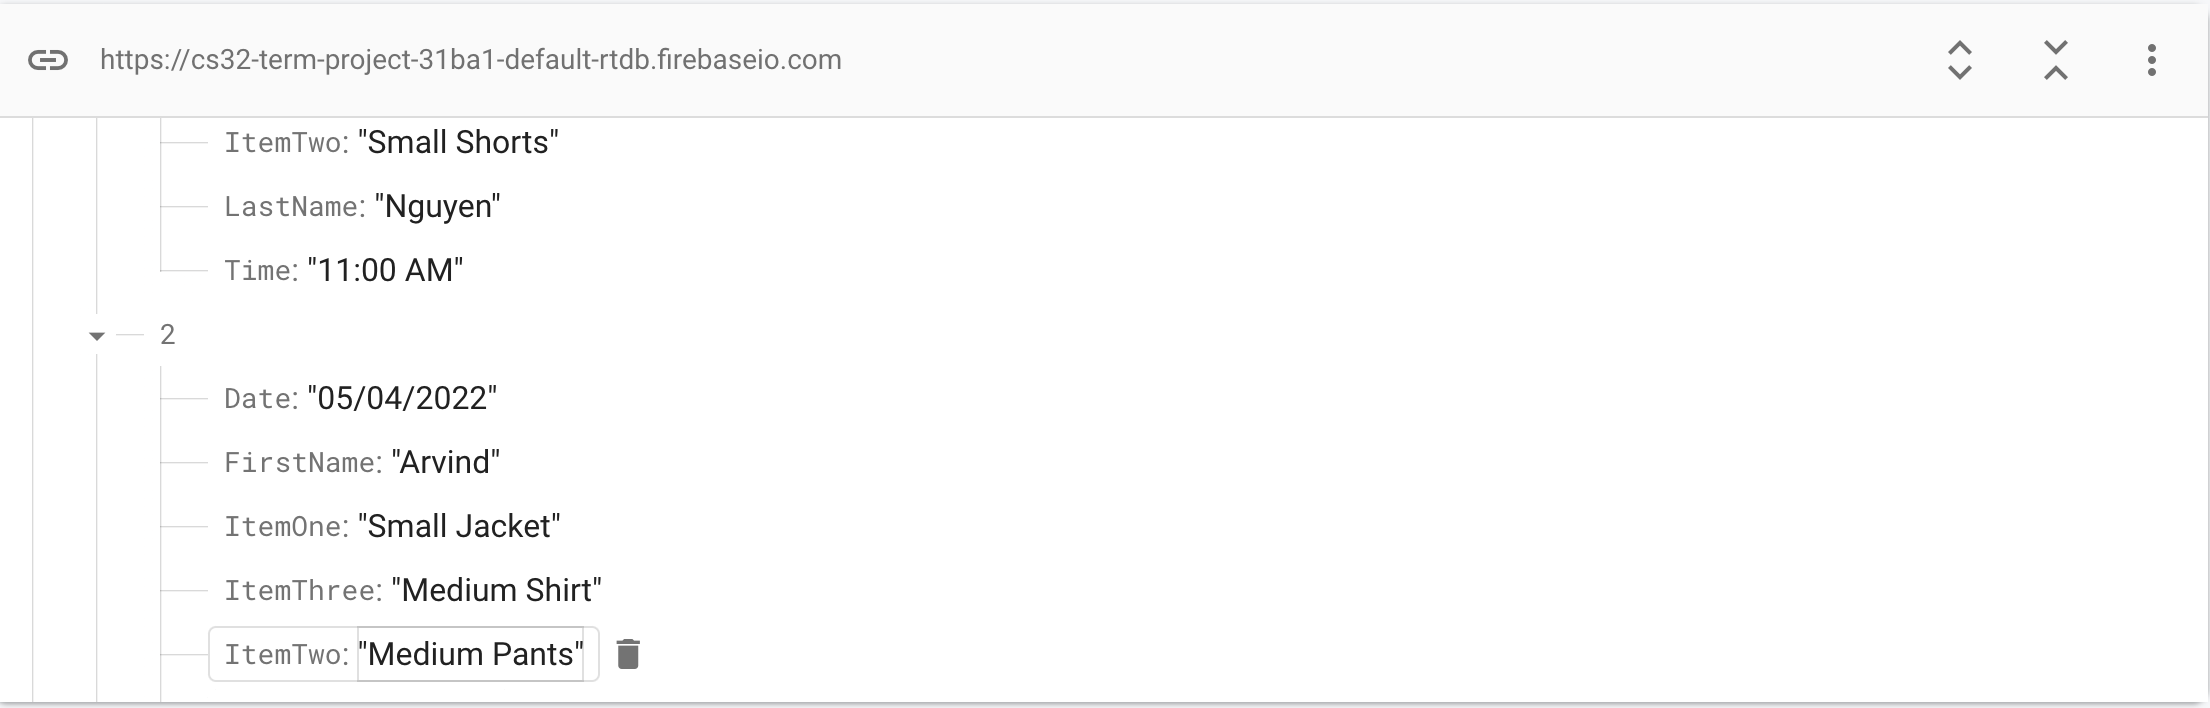 https://cs32-term-project-31ba1-default-rtdb.firebaseio.com
ItemTwo: "Small Shorts"
LastName: "Nguyen"
Time: "11:00 AM"
2
Date: "05/04/2022"
FirstName: "Arvind"
ItemOne: "Small Jacket"
ItemThree: "Medium Shirt"
ItemTwo: "Medium Pants"